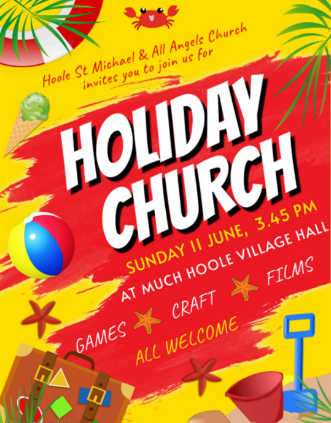 Hoole St Michael & All Angels Church
invites you to join us for
HOLIDAY
CHURCH
SUNDAY 11 JUNE, 3.45 PM
AT MUCH HOOLE VILLAGE HALL
GAMES CRAFT FILMS
ALL WELCOME